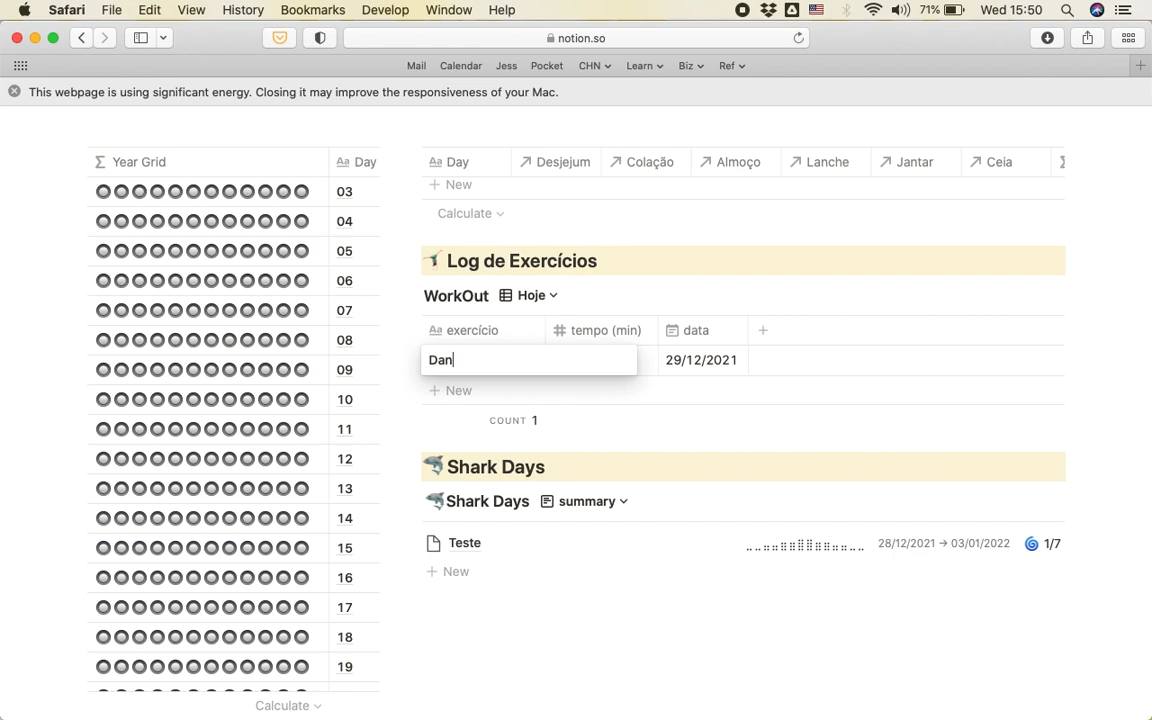 Safari File Edit View History Bookmarks Develop Window Help 71% Wed 15:50
notion.so
Mail Calendar Jess Pocket CHN Learn Biz Ref
This webpage is using significant energy. Closing it may improve the responsiveness of your Mac.
Σ Year Grid Aa Day
03
04
05
06
07
08
09
10
11
12
13
14
15
16
17
18
19
Calculate
Aa Day Desjejum Colação Almoço Lanche Jantar Ceia Σ
+ New
Calculate
Log de Exercícios
WorkOut Hoje
Aa exercício # tempo (min) data +
Dan 29/12/2021
+ New
COUNT 1
Shark Days
Shark Days summary
Teste 28/12/2021 → 03/01/2022 1/7
+ New